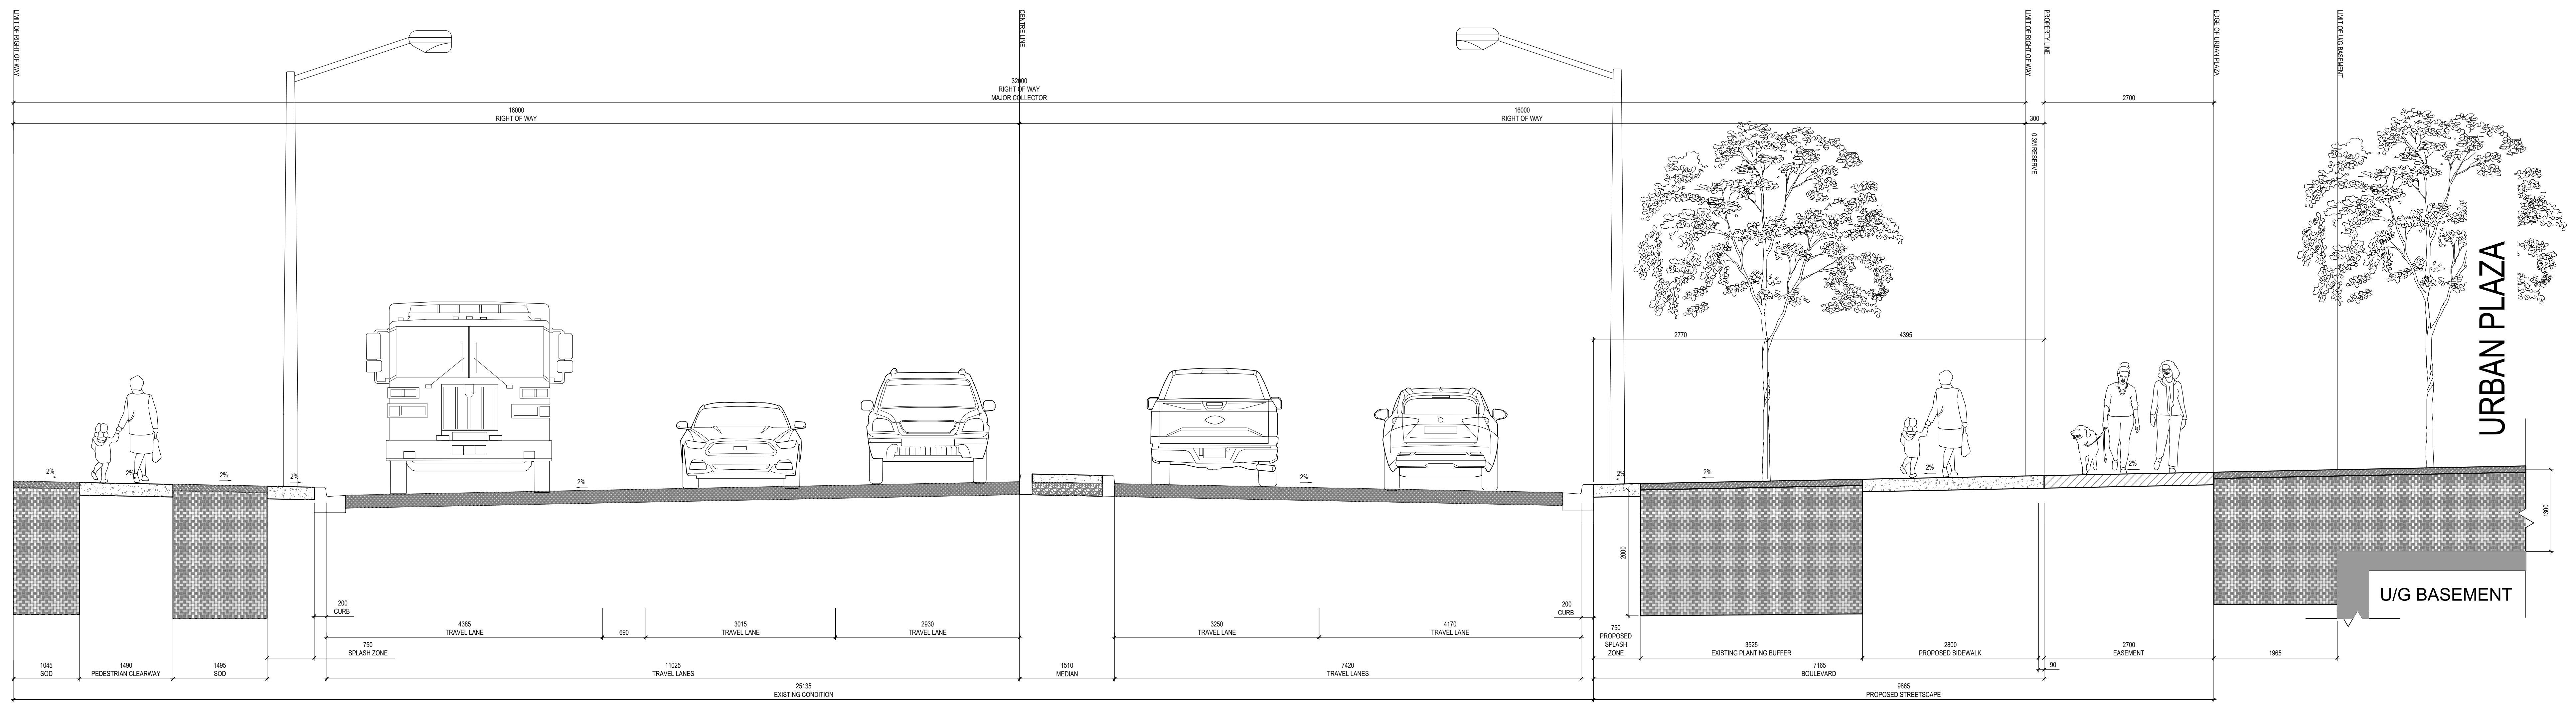 LIMIT OF RIGHT OF WAY
CENTRE LINE
LIMIT OF RIGHT OF WAY
PROPERTY LINE
EDGE OF URBAN PLAZA
LIMIT OF U/G BASEMENT
32000
RIGHT OF WAY
MAJOR COLLECTOR
2700
16000
RIGHT OF WAY
16000
RIGHT OF WAY
300
0.3M RESERVE
URBAN PLAZA
2770
4395
2%
2%
2%
2%
2%
2%
2%
2%
2%
2%
2000
1300
U/G BASEMENT
200
CURB
4385
TRAVEL LANE
690
3015
TRAVEL LANE
2930
TRAVEL LANE
3250
TRAVEL LANE
4170
TRAVEL LANE
200
CURB
750
SPLASH ZONE
750
PROPOSED
SPLASH
ZONE
3525
EXISTING PLANTING BUFFER
2800
PROPOSED SIDEWALK
2700
EASEMENT
1965
90
1045
SOD
1490
PEDESTRIAN CLEARWAY
1495
SOD
11025
TRAVEL LANES
1510
MEDIAN
7420
TRAVEL LANES
7165
BOULEVARD
25135
EXISTING CONDITION
9865
PROPOSED STREETSCAPE